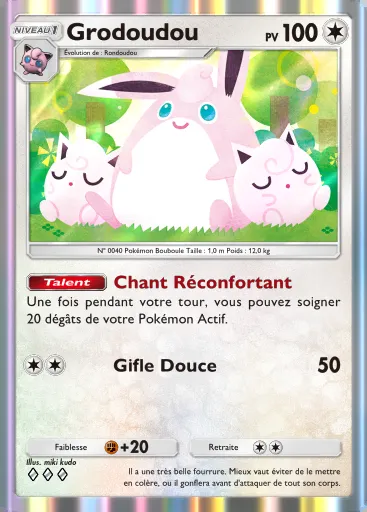 NIVEAU 1
Grodoudou
PV 100
Évolution de : Rondoudou
N° 0040 Pokémon Bouboule Taille : 1,0 m Poids : 12,0 kg
Talent Chant Réconfortant
Une fois pendant votre tour, vous pouvez soigner
20 dégâts de votre Pokémon Actif.
Gifle Douce 50
Faiblesse +20 Retraite
Illus. miki kudo
Il a une très belle fourrure. Mieux vaut éviter de le mettre
en colère, ou il gonflera avant d'attaquer de tout son corps.